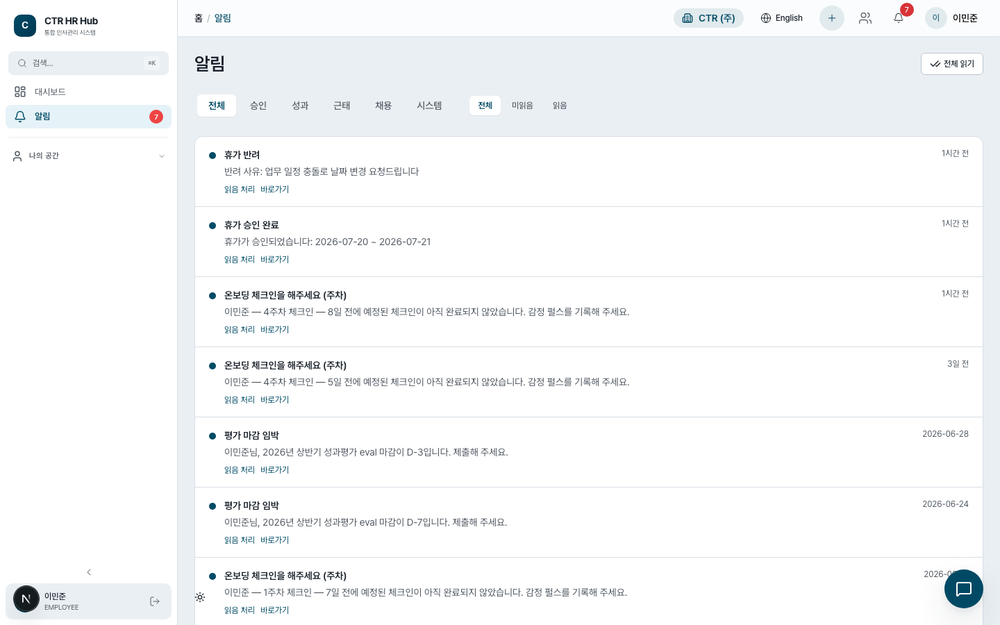 C
CTR HR Hub
통합 인사관리 시스템
검색...
⌘K
대시보드
알림
7
나의 공간
N
이민준
EMPLOYEE
홈 / 알림
CTR (주)
English
7
이
이민준
알림
전체 읽기
전체
승인
성과
근태
채용
시스템
전체
미읽음
읽음
휴가 반려
1시간 전
반려 사유: 업무 일정 충돌로 날짜 변경 요청드립니다
읽음 처리 바로가기
휴가 승인 완료
1시간 전
휴가가 승인되었습니다: 2026-07-20 ~ 2026-07-21
읽음 처리 바로가기
온보딩 체크인을 해주세요 (주차)
1시간 전
이민준 — 4주차 체크인 — 8일 전에 예정된 체크인이 아직 완료되지 않았습니다. 감정 펄스를 기록해 주세요.
읽음 처리 바로가기
온보딩 체크인을 해주세요 (주차)
3일 전
이민준 — 4주차 체크인 — 5일 전에 예정된 체크인이 아직 완료되지 않았습니다. 감정 펄스를 기록해 주세요.
읽음 처리 바로가기
평가 마감 임박
2026-06-28
이민준님, 2026년 상반기 성과평가 eval 마감이 D-3입니다. 제출해 주세요.
읽음 처리 바로가기
평가 마감 임박
2026-06-24
이민준님, 2026년 상반기 성과평가 eval 마감이 D-7입니다. 제출해 주세요.
읽음 처리 바로가기
온보딩 체크인을 해주세요 (주차)
이민준 — 1주차 체크인 — 7일 전에 예정된 체크인이 아직 완료되지 않았습니다. 감정 펄스를 기록해 주세요.
읽음 처리 바로가기